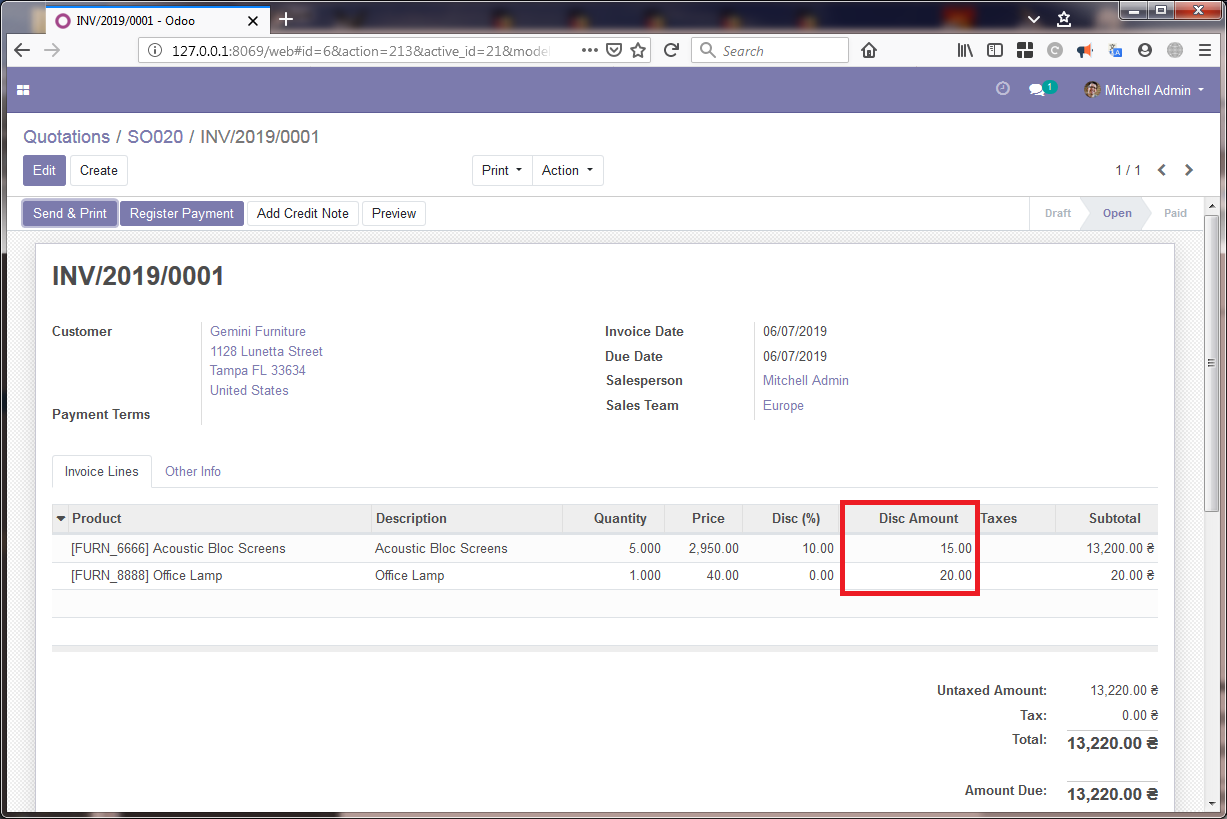 INV/2019/0001 - Odoo
127.0.0.1:8069/web#id=6&action=213&active_id=21&model
Search
1
Mitchell Admin
Quotations / SO020 / INV/2019/0001
Edit Create Print Action 1 / 1
Send & Print Register Payment Add Credit Note Preview Draft Open Paid
INV/2019/0001
Customer
Gemini Furniture
1128 Lunetta Street
Tampa FL 33634
United States
Payment Terms
Invoice Date 06/07/2019
Due Date 06/07/2019
Salesperson Mitchell Admin
Sales Team Europe
Invoice Lines Other Info
Product Description Quantity Price Disc (%) Disc Amount Taxes Subtotal
[FURN_6666] Acoustic Bloc Screens Acoustic Bloc Screens 5.000 2,950.00 10.00 15.00 13,200.00 ₴
[FURN_8888] Office Lamp Office Lamp 1.000 40.00 0.00 20.00 20.00 ₴
Untaxed Amount: 13,220.00 ₴
Tax: 0.00 ₴
Total: 13,220.00 ₴
Amount Due: 13,220.00 ₴